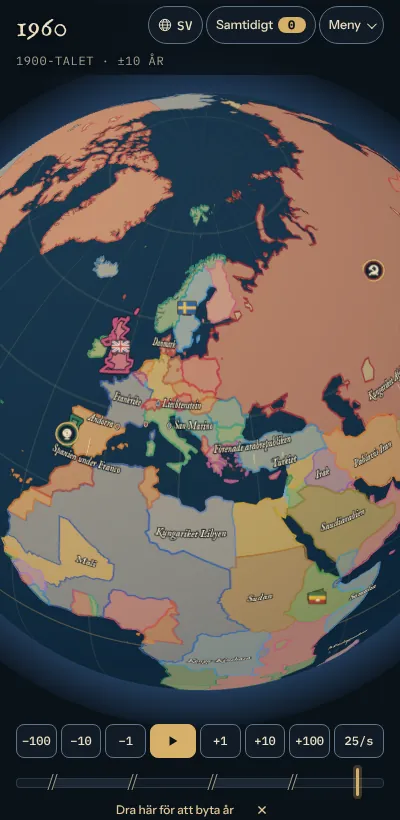 1960
SV
Samtidigt 0
Meny
1900-TALET · ±10 ÅR
Danmark
Frankrike
Liechtenstein
Andorra
San Marino
Spanien under Franco
Förenade arabrepubliken
Turkiet
Irak
Kungariket Libyen
Saudiarabien
Mali
Sudan
Somalia
−100
−10
−1
+1
+10
+100
25/s
Dra här för att byta år ×